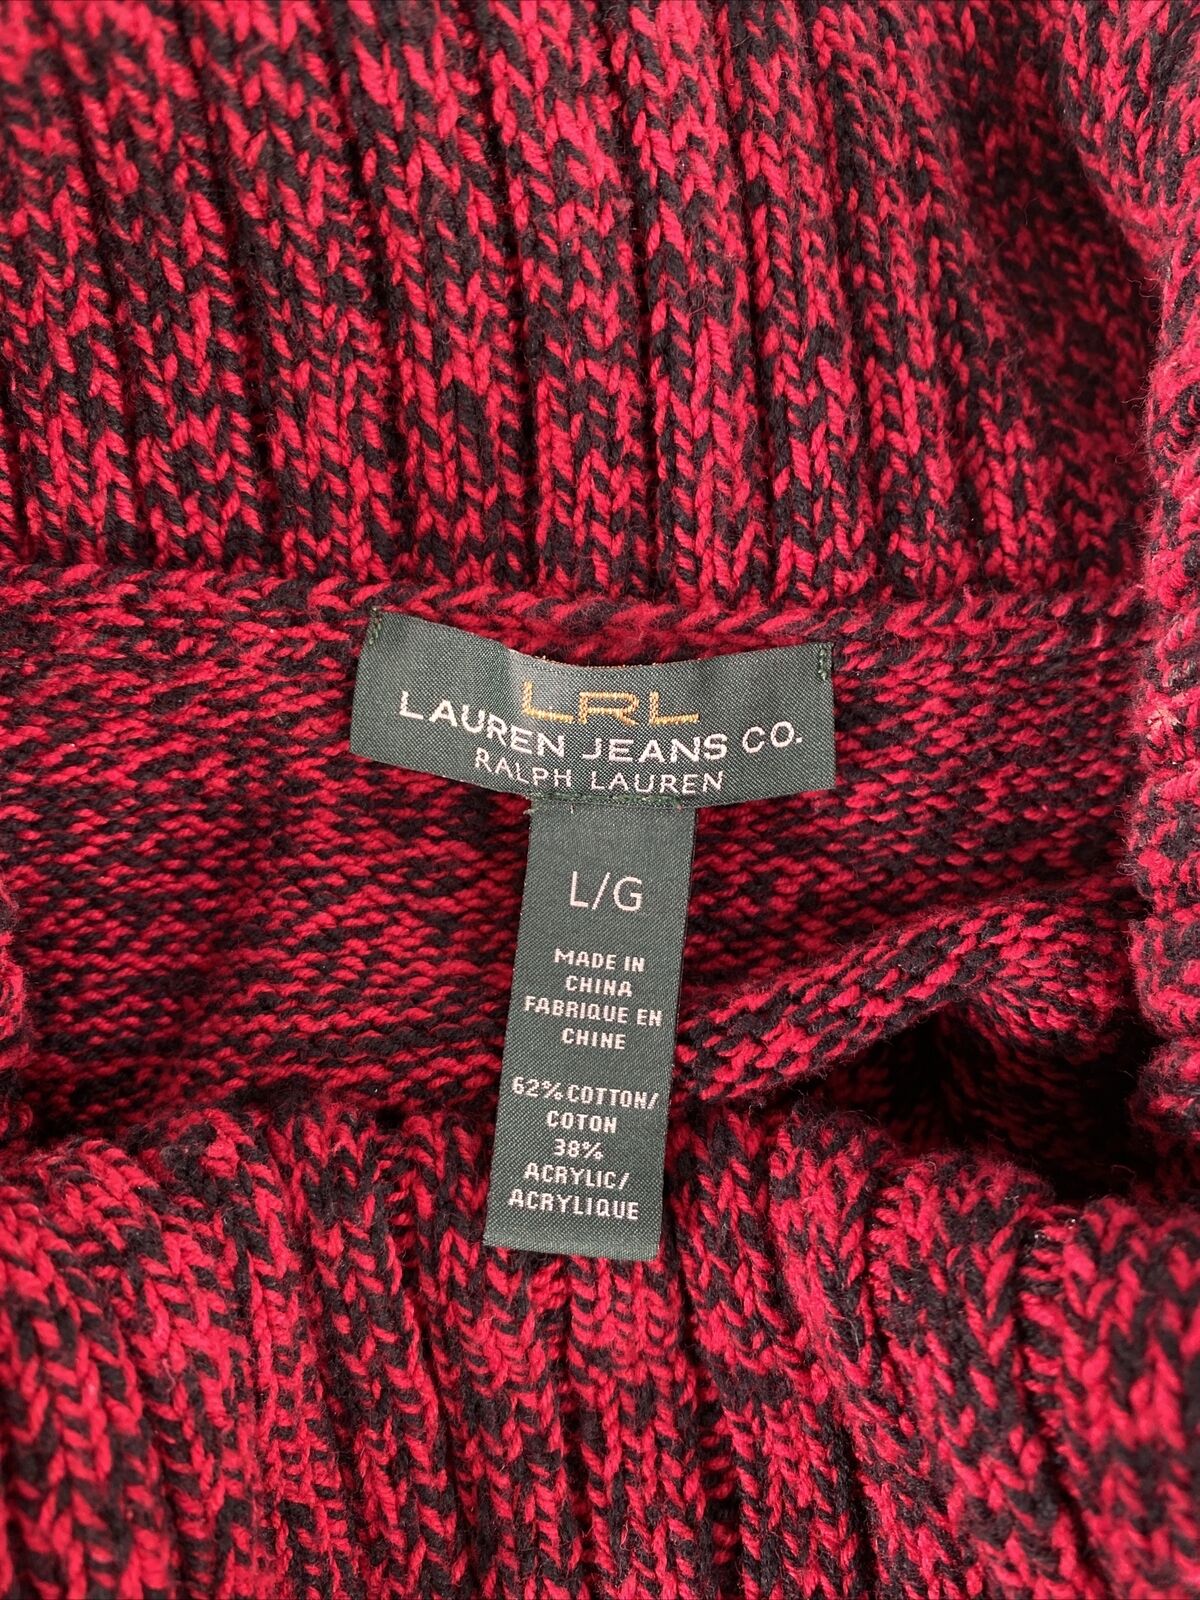 LRL
LAUREN JEANS CO.
RALPH LAUREN
L/G
MADE IN
CHINA
FABRIQUE EN
CHINE
62% COTTON/
COTON
38%
ACRYLIC/
ACRYLIQUE